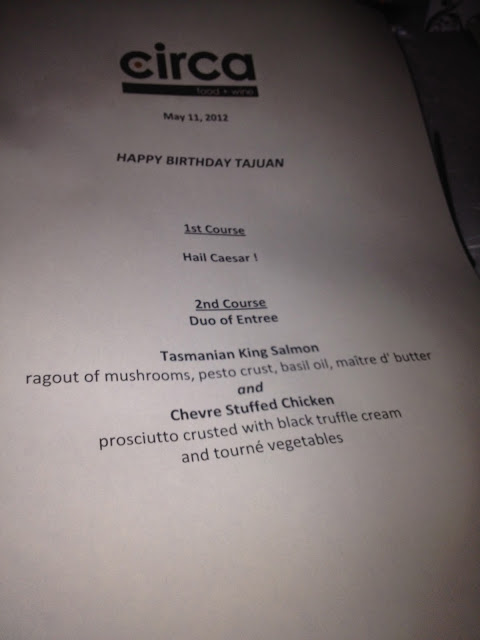 circa
food + wine
May 11, 2012
HAPPY BIRTHDAY TAJUAN
1st Course
Hail Caesar !
2nd Course
Duo of Entree
Tasmanian King Salmon
ragout of mushrooms, pesto crust, basil oil, maître d' butter
and
Chevre Stuffed Chicken
prosciutto crusted with black truffle cream
and tourné vegetables